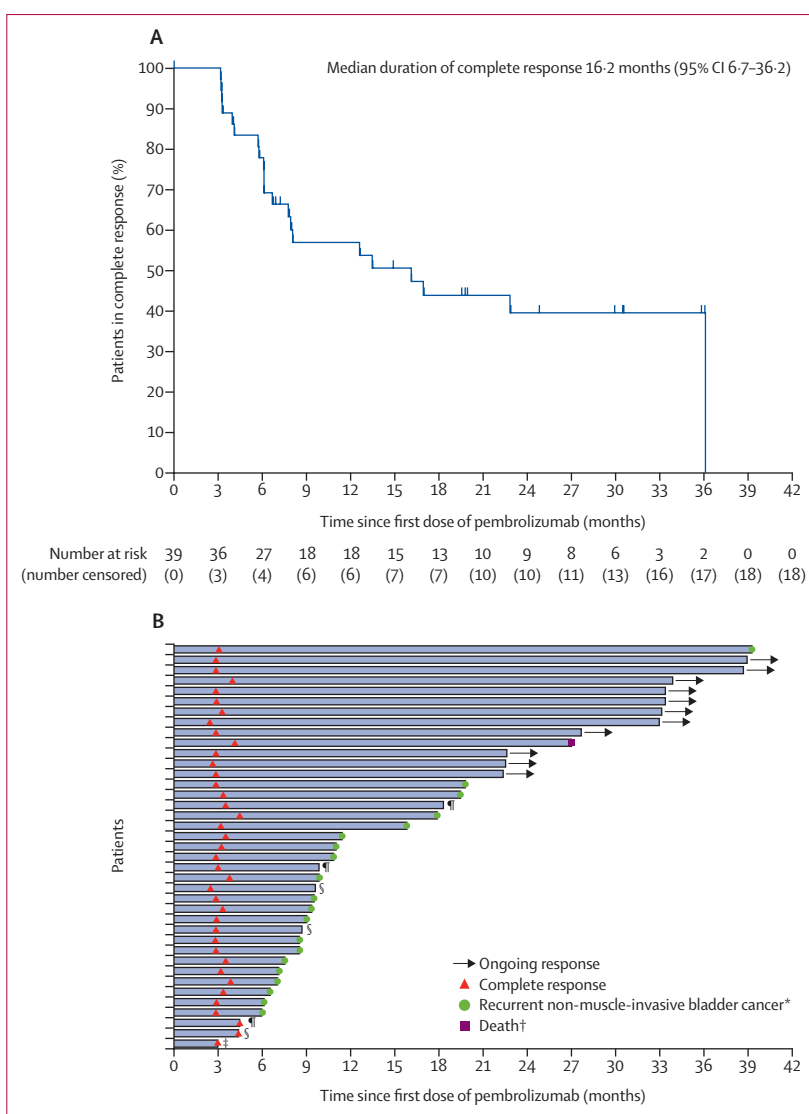 A
Median duration of complete response 16·2 months (95% CI 6·7–36·2)
100
90
80
70
60
50
40
30
20
10
0
Patients in complete response (%)
0 3 6 9 12 15 18 21 24 27 30 33 36 39 42
Time since first dose of pembrolizumab (months)
Number at risk 39 36 27 18 18 15 13 10 9 8 6 3 2 0 0
(number censored) (0) (3) (4) (6) (6) (7) (7) (10) (10) (11) (13) (16) (17) (18) (18)
B
Patients
¶
¶
§
§
¶
§
‡
Ongoing response
Complete response
Recurrent non-muscle-invasive bladder cancer*
Death†
0 3 6 9 12 15 18 21 24 27 30 33 36 39 42
Time since first dose of pembrolizumab (months)